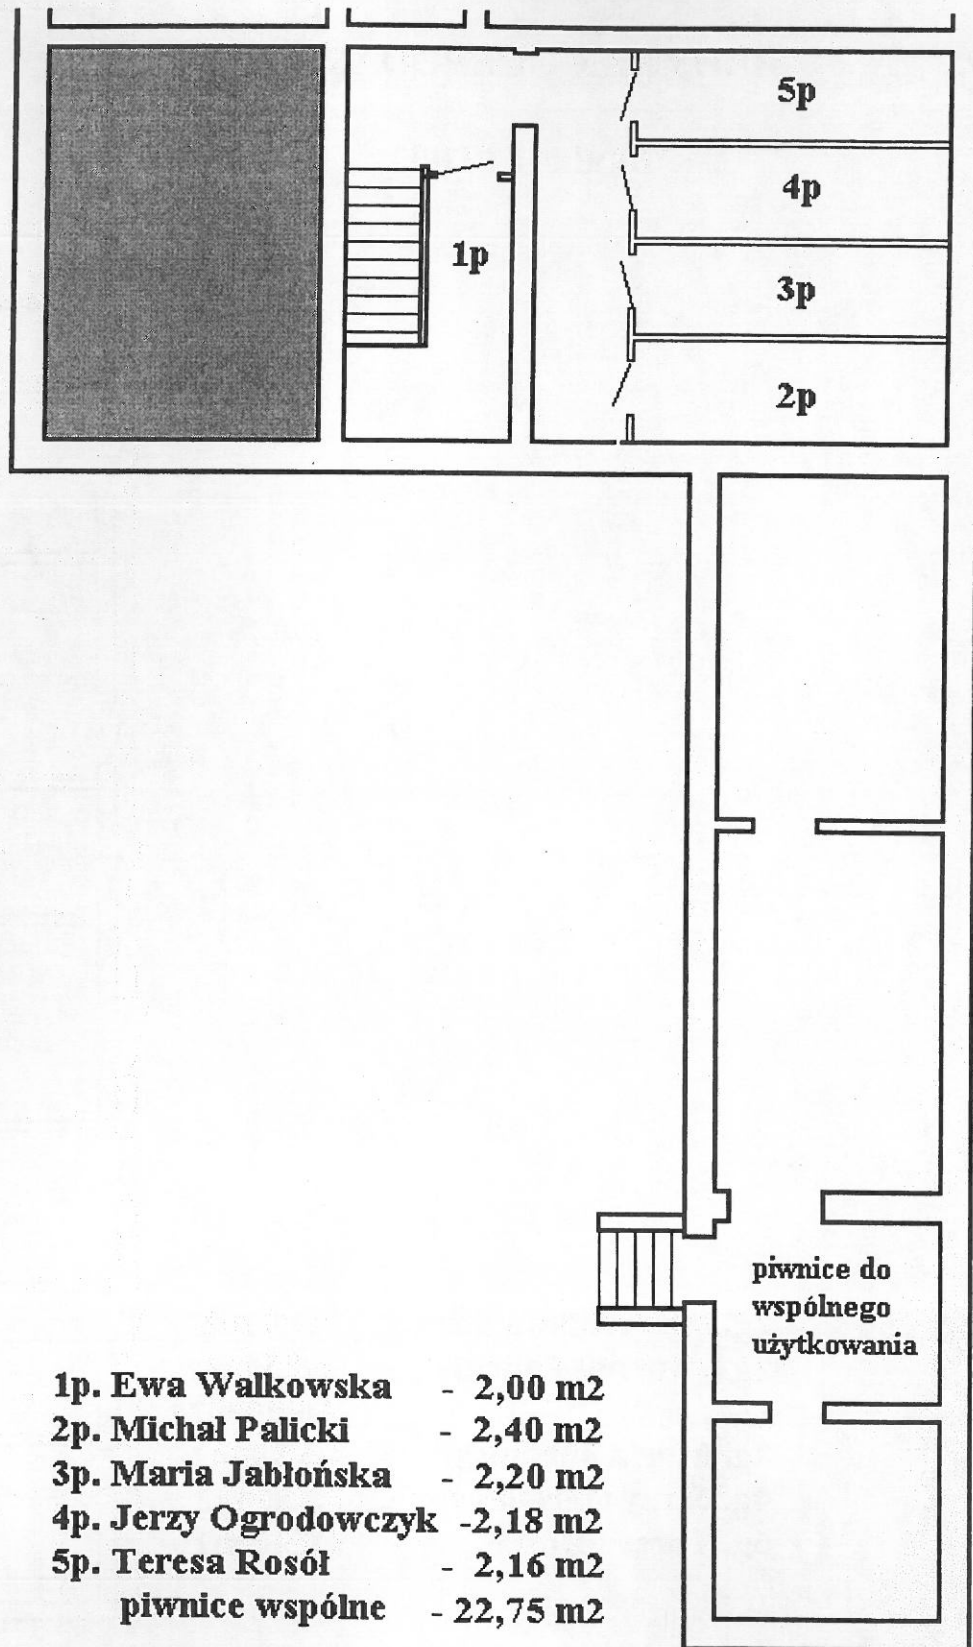 5p
4p
1p
3p
2p
piwnice do
wspólnego
użytkowania
1p. Ewa Walkowska - 2,00 m2
2p. Michał Palicki - 2,40 m2
3p. Maria Jabłońska - 2,20 m2
4p. Jerzy Ogrodowczyk -2,18 m2
5p. Teresa Rosół - 2,16 m2
piwnice wspólne - 22,75 m2